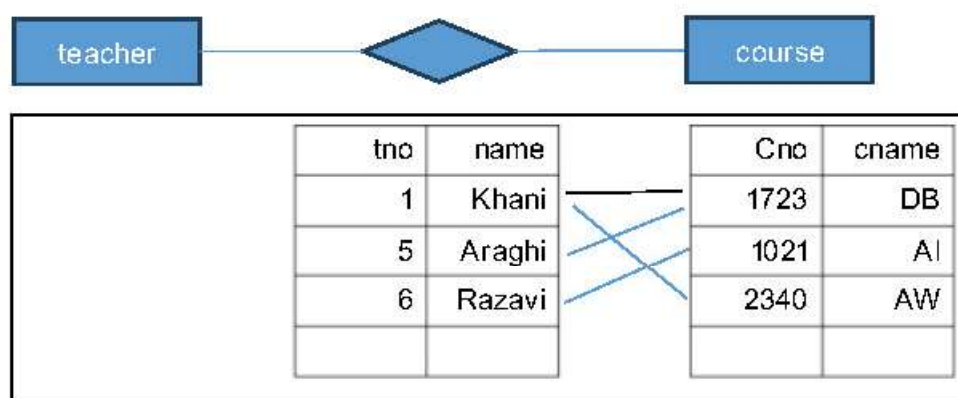 teacher course
tno name Cno cname
1 Khani 1723 DB
5 Araghi 1021 AI
6 Razavi 2340 AW